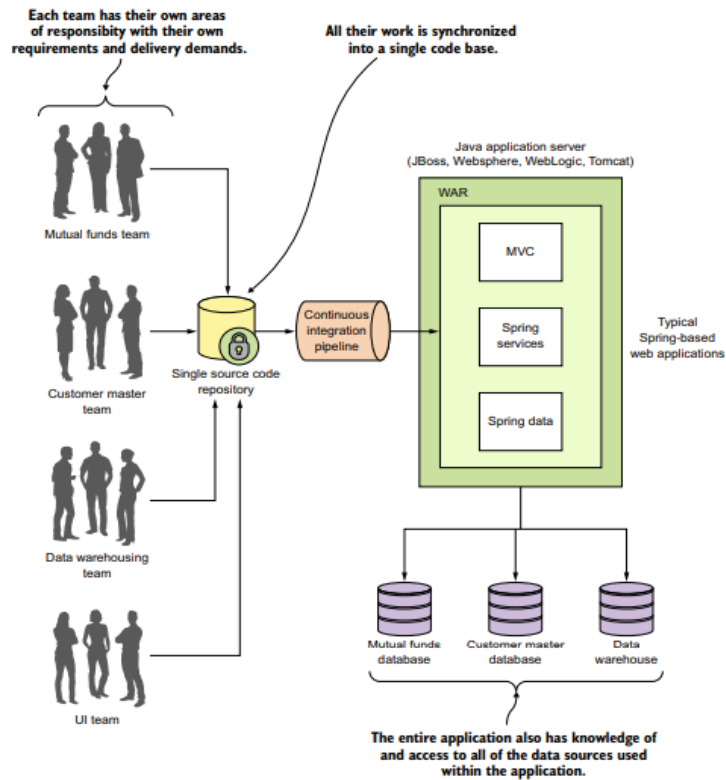 Each team has their own areas
of responsibity with their own
requirements and delivery demands.
All their work is synchronized
into a single code base.
Java application server
(JBoss, Websphere, WebLogic, Tomcat)
WAR
MVC
Spring
services
Spring data
Typical
Spring-based
web applications
Mutual funds team
Continuous
integration
pipeline
Single source code
repository
Customer master
team
Data warehousing
team
UI team
Mutual funds
database
Customer master
database
Data
warehouse
The entire application also has knowledge of
and access to all of the data sources used
within the application.